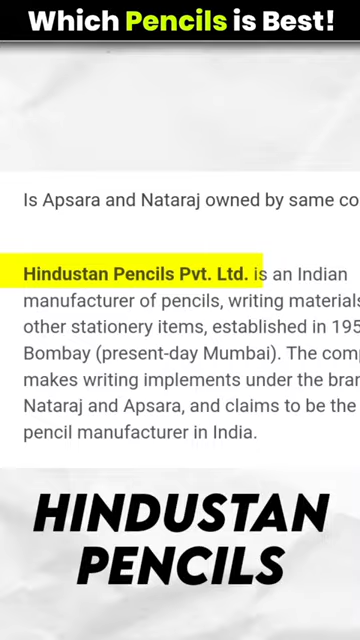 Which Pencils is Best!
Is Apsara and Nataraj owned by same co
Hindustan Pencils Pvt. Ltd. is an Indian
manufacturer of pencils, writing materials
other stationery items, established in 195
Bombay (present-day Mumbai). The comp
makes writing implements under the bran
Nataraj and Apsara, and claims to be the
pencil manufacturer in India.
HINDUSTAN
PENCILS